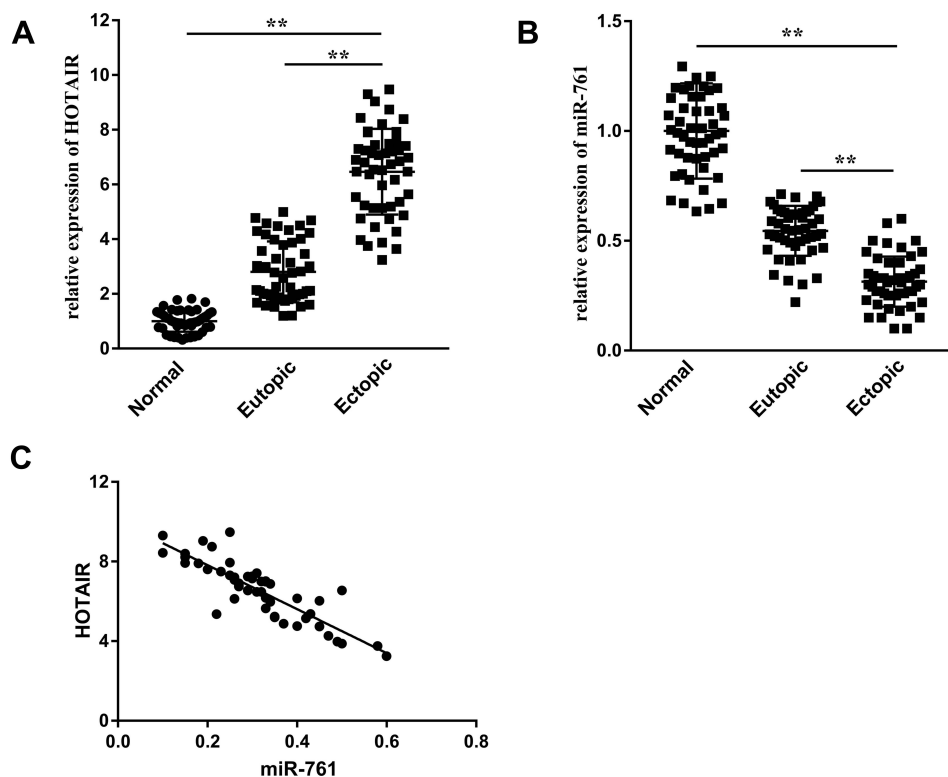 A
relative expression of HOTAIR
12
10
8
6
4
2
0
**
**
Normal
Eutopic
Ectopic
B
relative expression of miR-761
1.5
1.0
0.5
0.0
**
**
Normal
Eutopic
Ectopic
C
HOTAIR
12
8
4
0
0.0 0.2 0.4 0.6 0.8
miR-761